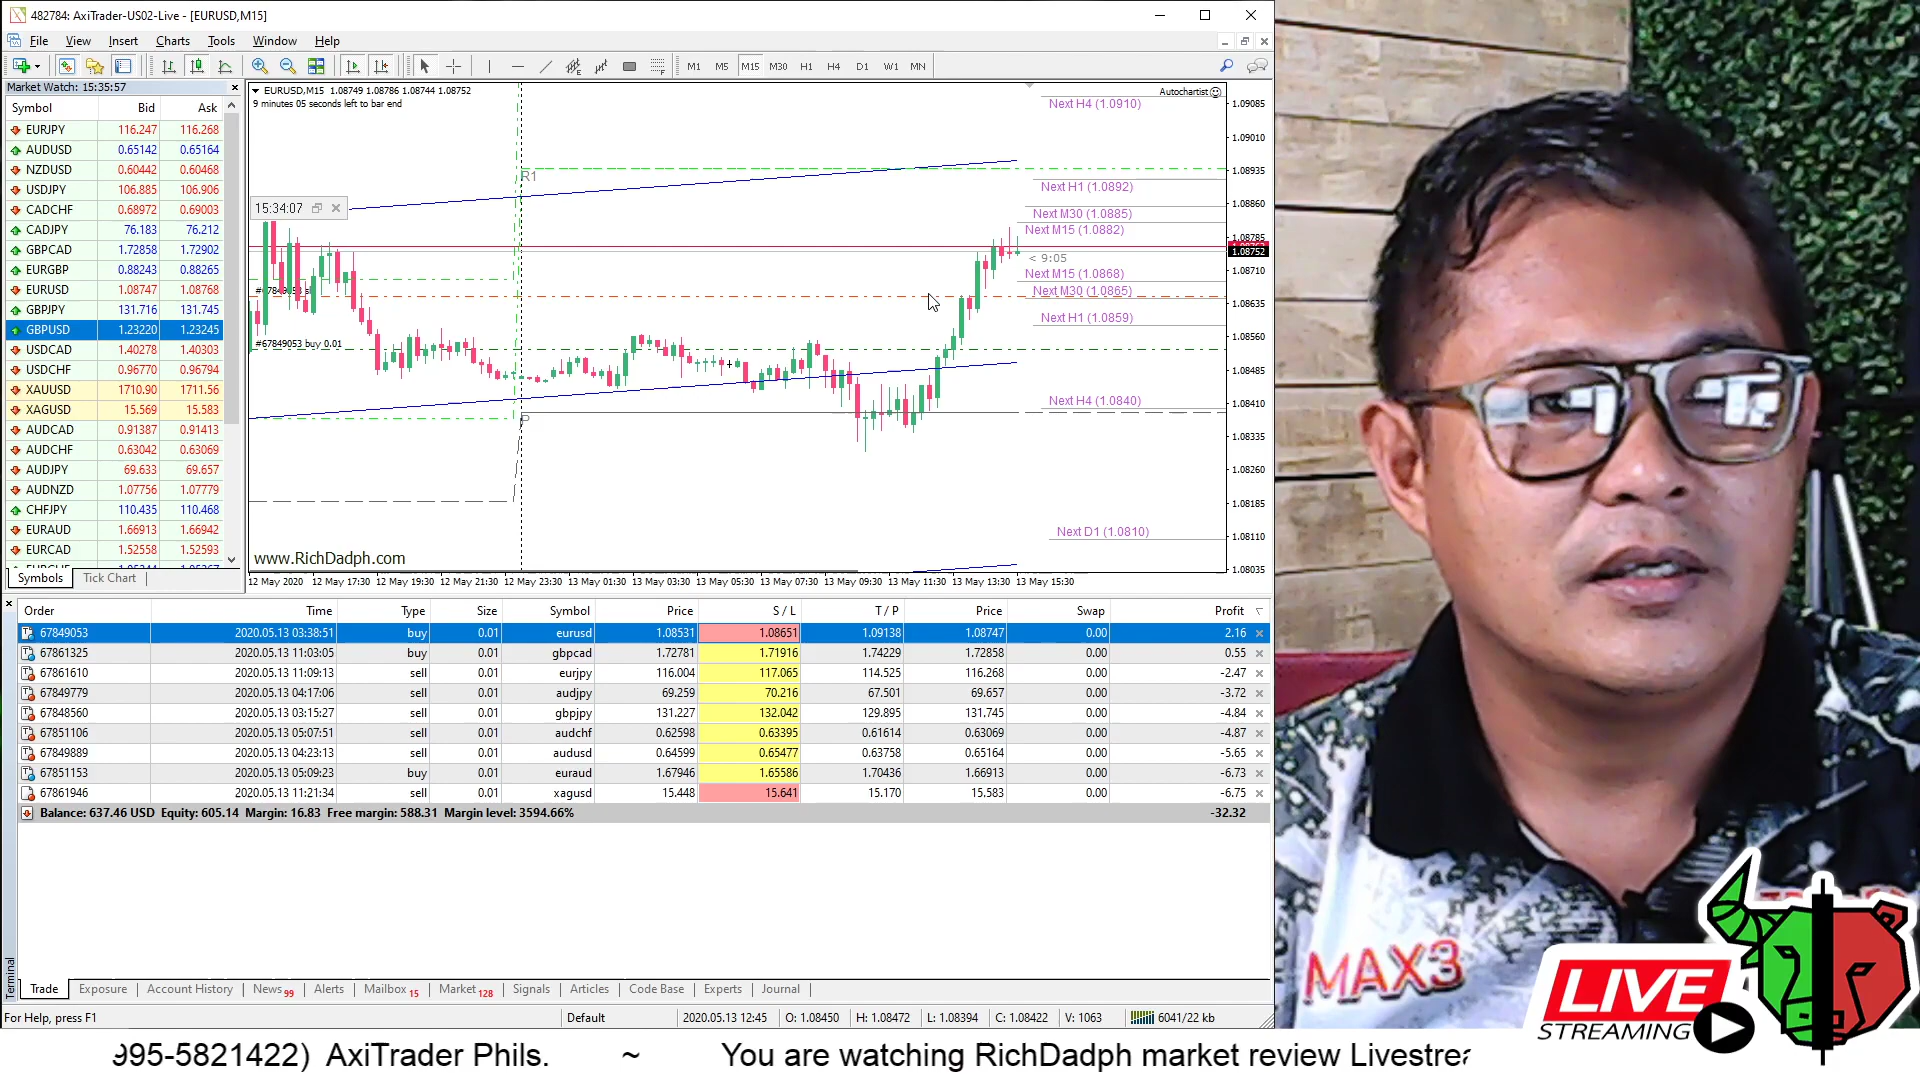 482784: AxiTrader-US02-Live - [EURUSD,M15]
File View Insert Charts Tools Window Help
M1 M5 M15 M30 H1 H4 D1 W1 MN
Market Watch: 15:35:57
Symbol Bid Ask
EURJPY 116.247 116.268
AUDUSD 0.65142 0.65164
NZDUSD 0.60442 0.60468
USDJPY 106.885 106.906
CADCHF 0.68972 0.69003
CADJPY 76.183 76.212
GBPCAD 1.72858 1.72902
EURGBP 0.88243 0.88265
EURUSD 1.08747 1.08768
GBPJPY 131.716 131.745
GBPUSD 1.23220 1.23245
USDCAD 1.40278 1.40303
USDCHF 0.96770 0.96794
XAUUSD 1710.90 1711.56
XAGUSD 15.569 15.583
AUDCAD 0.91387 0.91413
AUDCHF 0.63042 0.63069
AUDJPY 69.633 69.657
AUDNZD 1.07756 1.07779
CHFJPY 110.435 110.468
EURAUD 1.66913 1.66942
EURCAD 1.52558 1.52593
Symbols Tick Chart
EURUSD,M15 1.08749 1.08786 1.08744 1.08752
9 minutes 05 seconds left to bar end
Autochartist
Next H4 (1.0910)
R1
Next H1 (1.0892)
15:34:07
Next M30 (1.0885)
Next M15 (1.0882)
< 9:05
Next M15 (1.0868)
Next M30 (1.0865)
Next H1 (1.0859)
#67849053 buy 0.01
Next H4 (1.0840)
P
Next D1 (1.0810)
www.RichDadph.com
1.09085
1.09010
1.08935
1.08860
1.08785
1.08752
1.08710
1.08635
1.08560
1.08485
1.08410
1.08335
1.08260
1.08185
1.08110
1.08035
12 May 2020 12 May 17:30 12 May 19:30 12 May 21:30 12 May 23:30 13 May 01:30 13 May 03:30 13 May 05:30 13 May 07:30 13 May 09:30 13 May 11:30 13 May 13:30 13 May 15:30
Order Time Type Size Symbol Price S / L T / P Price Swap Profit
67849053 2020.05.13 03:38:51 buy 0.01 eurusd 1.08531 1.08651 1.09138 1.08747 0.00 2.16
67861325 2020.05.13 11:03:05 buy 0.01 gbpcad 1.72781 1.71916 1.74229 1.72858 0.00 0.55
67861610 2020.05.13 11:09:13 sell 0.01 eurjpy 116.004 117.065 114.525 116.268 0.00 -2.47
67849779 2020.05.13 04:17:06 sell 0.01 audjpy 69.259 70.216 67.501 69.657 0.00 -3.72
67848560 2020.05.13 03:15:27 sell 0.01 gbpjpy 131.227 132.042 129.895 131.745 0.00 -4.84
67851106 2020.05.13 05:07:51 sell 0.01 audchf 0.62598 0.63395 0.61614 0.63069 0.00 -4.87
67849889 2020.05.13 04:23:13 sell 0.01 audusd 0.64599 0.65477 0.63758 0.65164 0.00 -5.65
67851153 2020.05.13 05:09:23 buy 0.01 euraud 1.67946 1.65586 1.70436 1.66913 0.00 -6.73
67861946 2020.05.13 11:21:34 sell 0.01 xagusd 15.448 15.641 15.170 15.583 0.00 -6.75
Balance: 637.46 USD Equity: 605.14 Margin: 16.83 Free margin: 588.31 Margin level: 3594.66% -32.32
Terminal
Trade Exposure Account History News 99 Alerts Mailbox 15 Market 128 Signals Articles Code Base Experts Journal
For Help, press F1 Default 2020.05.13 12:45 O: 1.08450 H: 1.08472 L: 1.08394 C: 1.08422 V: 1063 6041/22 kb
MAX3
LIVE
STREAMING
995-5821422) AxiTrader Phils. ~ You are watching RichDadph market review Livestrea